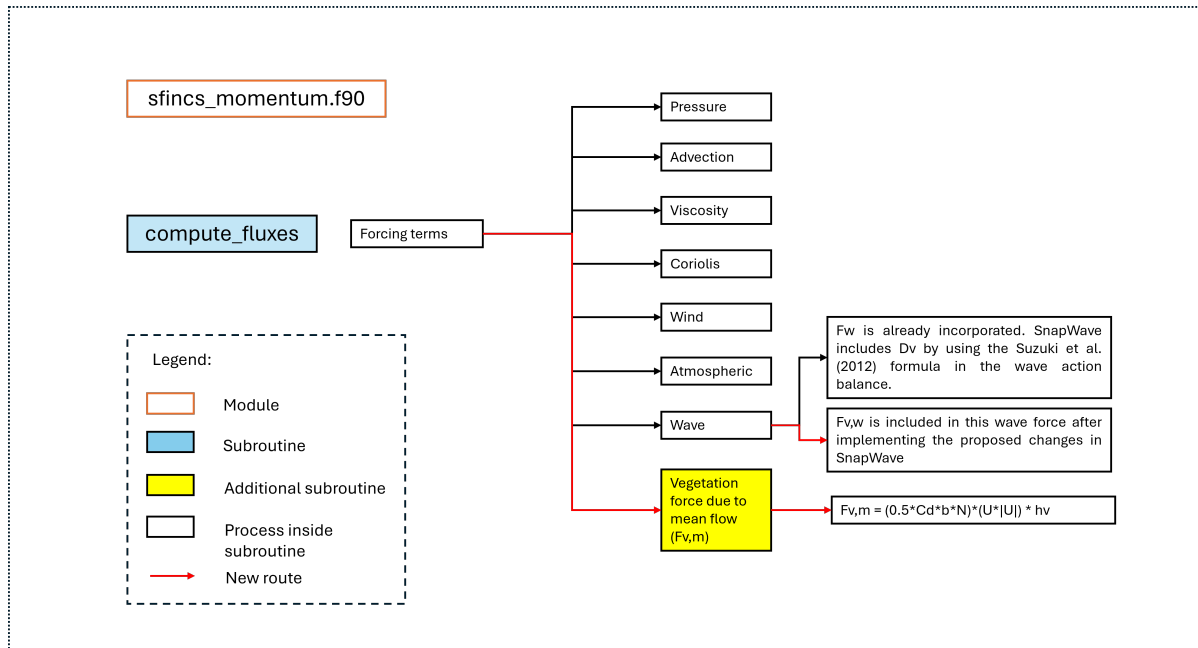 sfincs_momentum.f90
compute_fluxes
Forcing terms
Pressure
Advection
Viscosity
Coriolis
Wind
Atmospheric
Wave
Vegetation
force due to
mean flow
(Fv,m)
Fw is already incorporated. SnapWave
includes Dv by using the Suzuki et al.
(2012) formula in the wave action
balance.
Fv,w is included in this wave force after
implementing the proposed changes in
SnapWave
Fv,m = (0.5*Cd*b*N)*(U*|U|) * hv
Legend:
Module
Subroutine
Additional subroutine
Process inside
subroutine
New route